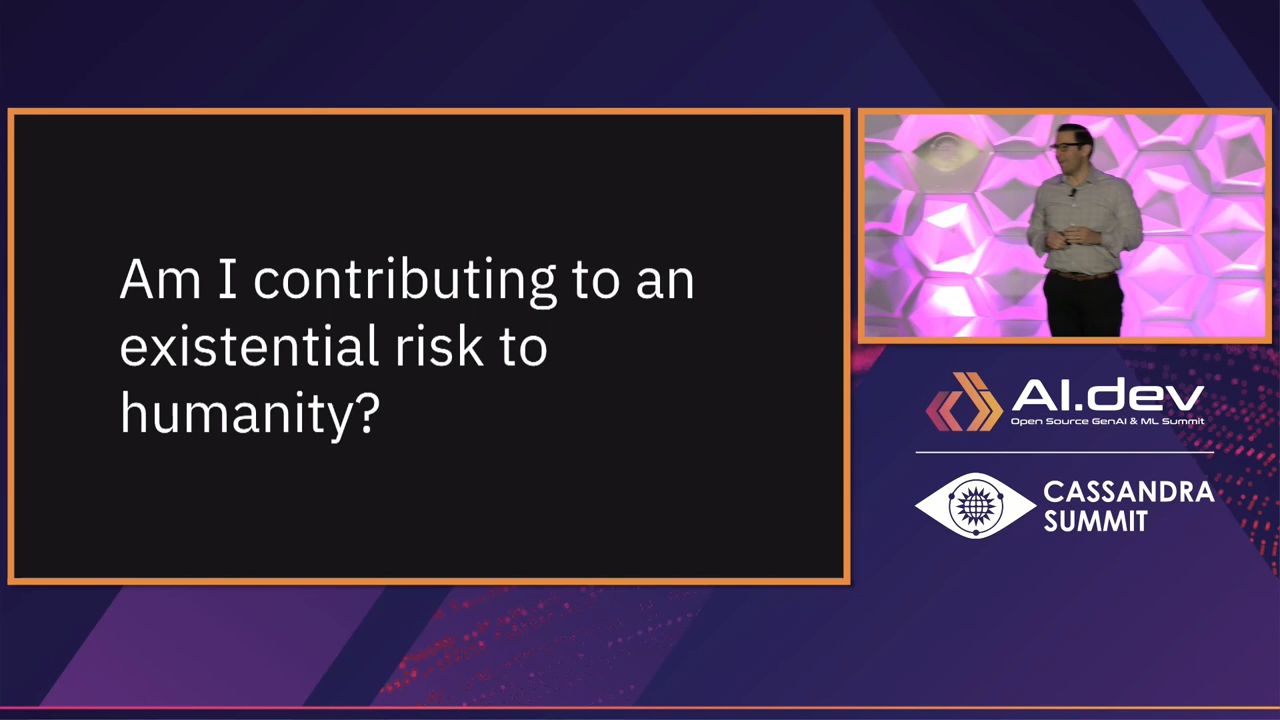 Am I contributing to an
existential risk to
humanity?
AI.dev
Open Source GenAI & ML Summit
CASSANDRA
SUMMIT